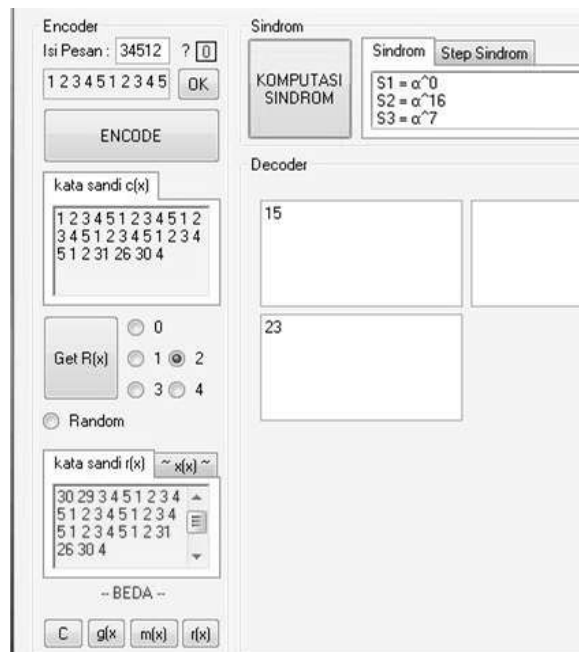 Encoder
Isi Pesan : 34512 ? 0
1 2 3 4 5 1 2 3 4 5 OK
ENCODE
kata sandi c(x)
1 2 3 4 5 1 2 3 4 5 1 2
3 4 5 1 2 3 4 5 1 2 3 4
5 1 2 31 26 30 4
Get R(x)
0
1 2
3 4
Random
kata sandi r(x) ~ x(x) ~
30 29 3 4 5 1 2 3 4
5 1 2 3 4 5 1 2 3 4
5 1 2 3 4 5 1 2 31
26 30 4
-- BEDA --
C g(x m(x) r(x)
Sindrom
KOMPUTASI
SINDROM
Sindrom Step Sindrom
S1 = α^0
S2 = α^16
S3 = α^7
Decoder
15
23